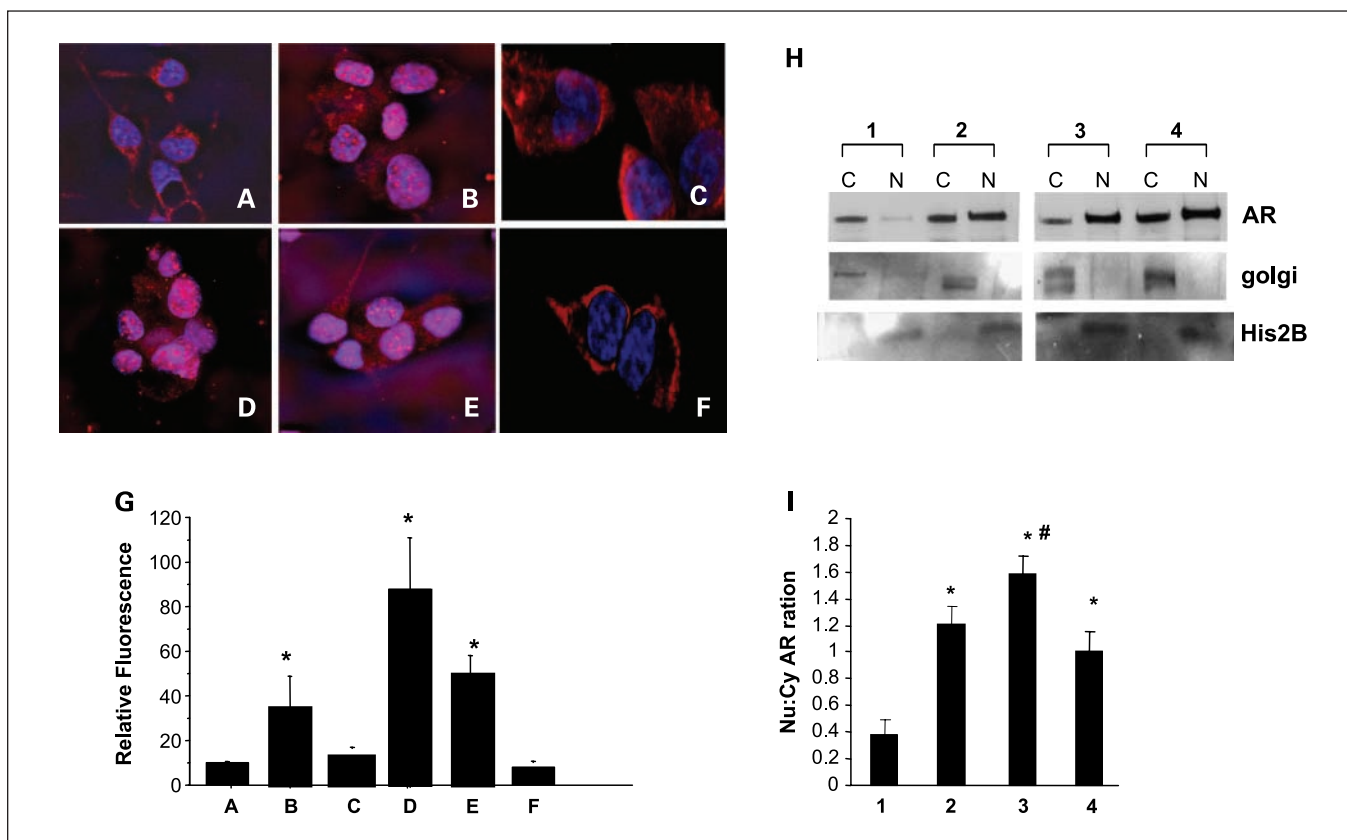 A
B
C
D
E
F
H
1 2 3 4
C N C N C N C N
AR
golgi
His2B
G
Relative Fluorescence
120
100
80
60
40
20
0
*
*
*
A B C D E F
I
Nu:Cy AR ration
2
1.8
1.6
1.4
1.2
1
0.8
0.6
0.4
0.2
0
*
* #
*
1 2 3 4